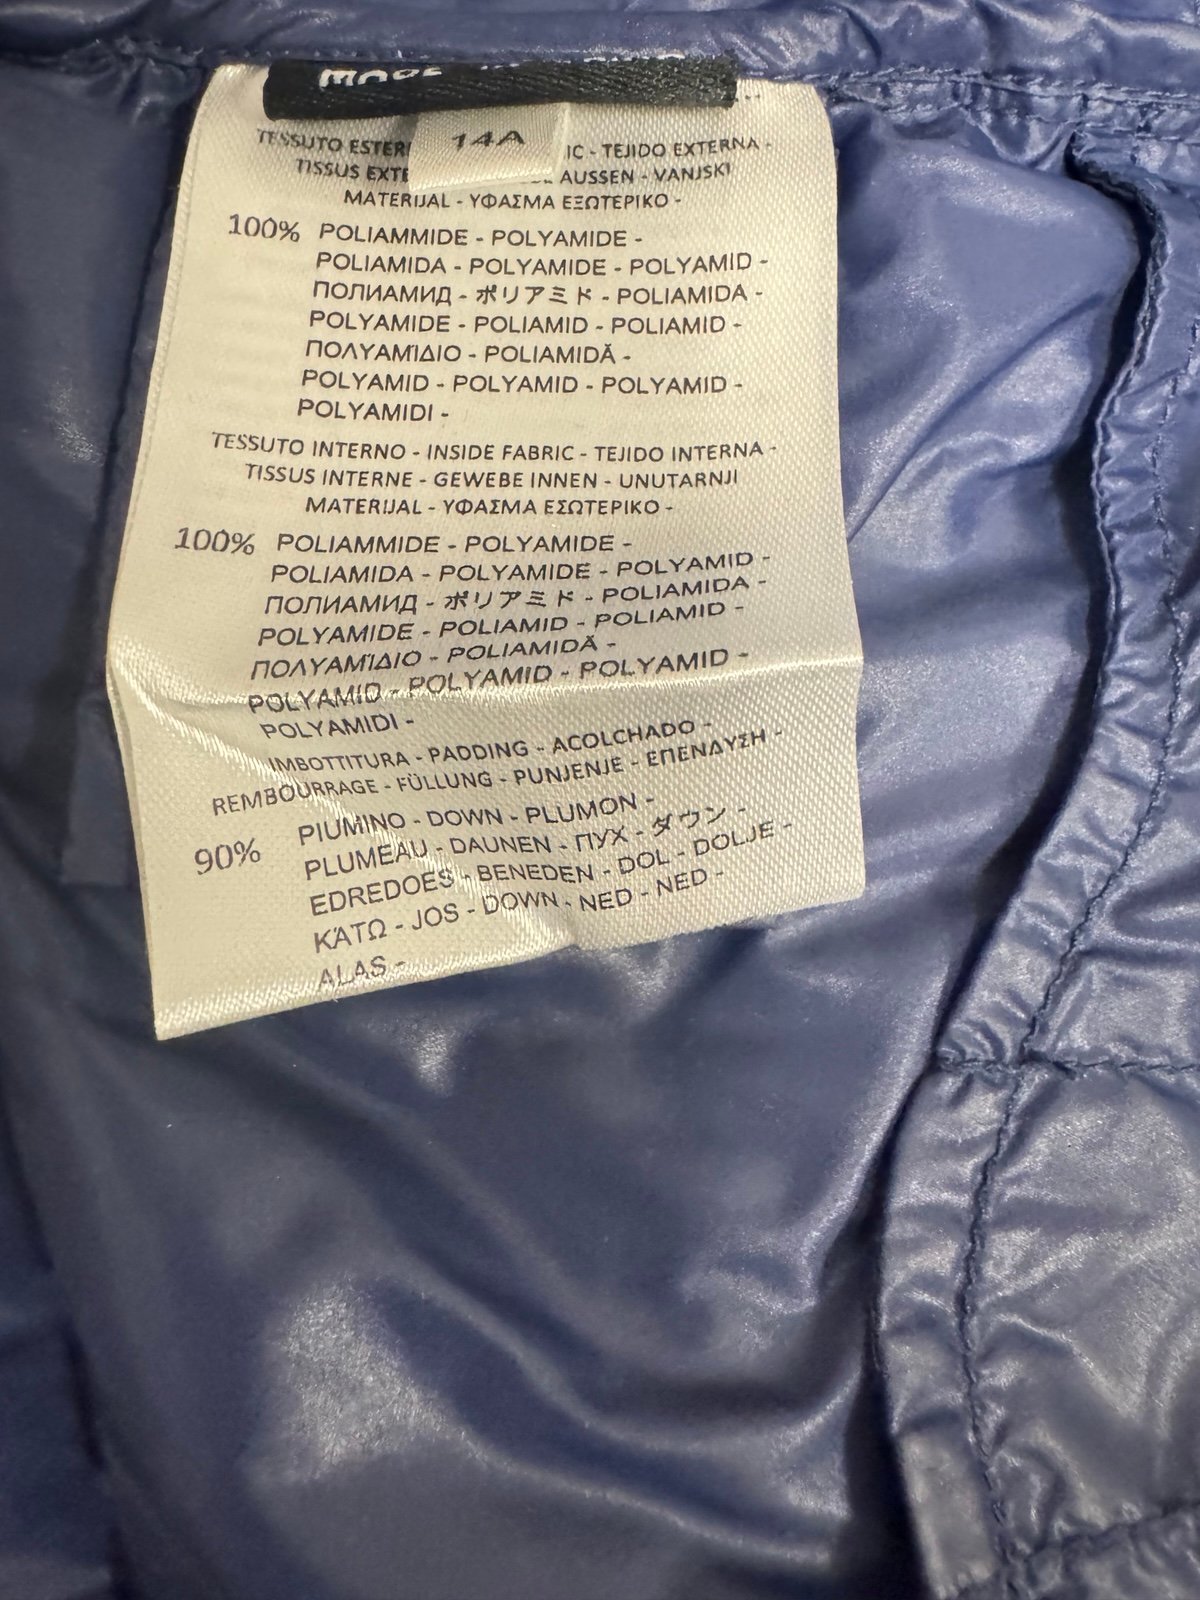 MADE
14A
TESSUTO ESTER IC - TEJIDO EXTERNA -
TISSUS EXTE AUSSEN - VANJSKI
MATERIJAL - ΥΦΑΣΜΑ ΕΞΩΤΕΡΙΚΟ -
100% POLIAMMIDE - POLYAMIDE -
POLIAMIDA - POLYAMIDE - POLYAMID -
ПОЛИАМИД - ポリアミド - POLIAMIDA -
POLYAMIDE - POLIAMID - POLIAMID -
ΠΟΛΥΑΜΊΔΙΟ - POLIAMIDĂ -
POLYAMID - POLYAMID - POLYAMID -
POLYAMIDI -
TESSUTO INTERNO - INSIDE FABRIC - TEJIDO INTERNA -
TISSUS INTERNE - GEWEBE INNEN - UNUTARNJI
MATERIJAL - ΥΦΑΣΜΑ ΕΣΩΤΕΡΙΚΟ -
100% POLIAMMIDE - POLYAMIDE -
POLIAMIDA - POLYAMIDE - POLYAMID -
ПОЛИАМИД - ポリアミド - POLIAMIDA -
POLYAMIDE - POLIAMID - POLIAMID -
ΠΟΛΥΑΜΊΔΙΟ - POLIAMIDĂ -
POLYAMID - POLYAMID - POLYAMID -
POLYAMIDI -
IMBOTTITURA - PADDING - ACOLCHADO -
REMBOURRAGE - FÜLLUNG - PUNJENJE - ΕΠΕΝΔΥΣΗ -
90% PIUMINO - DOWN - PLUMON -
PLUMEAU - DAUNEN - ПУХ - ダウン -
EDREDOES - BENEDEN - DOL - DOLJE -
ΚΆΤΩ - JOS - DOWN - NED - NED -
ALAS -